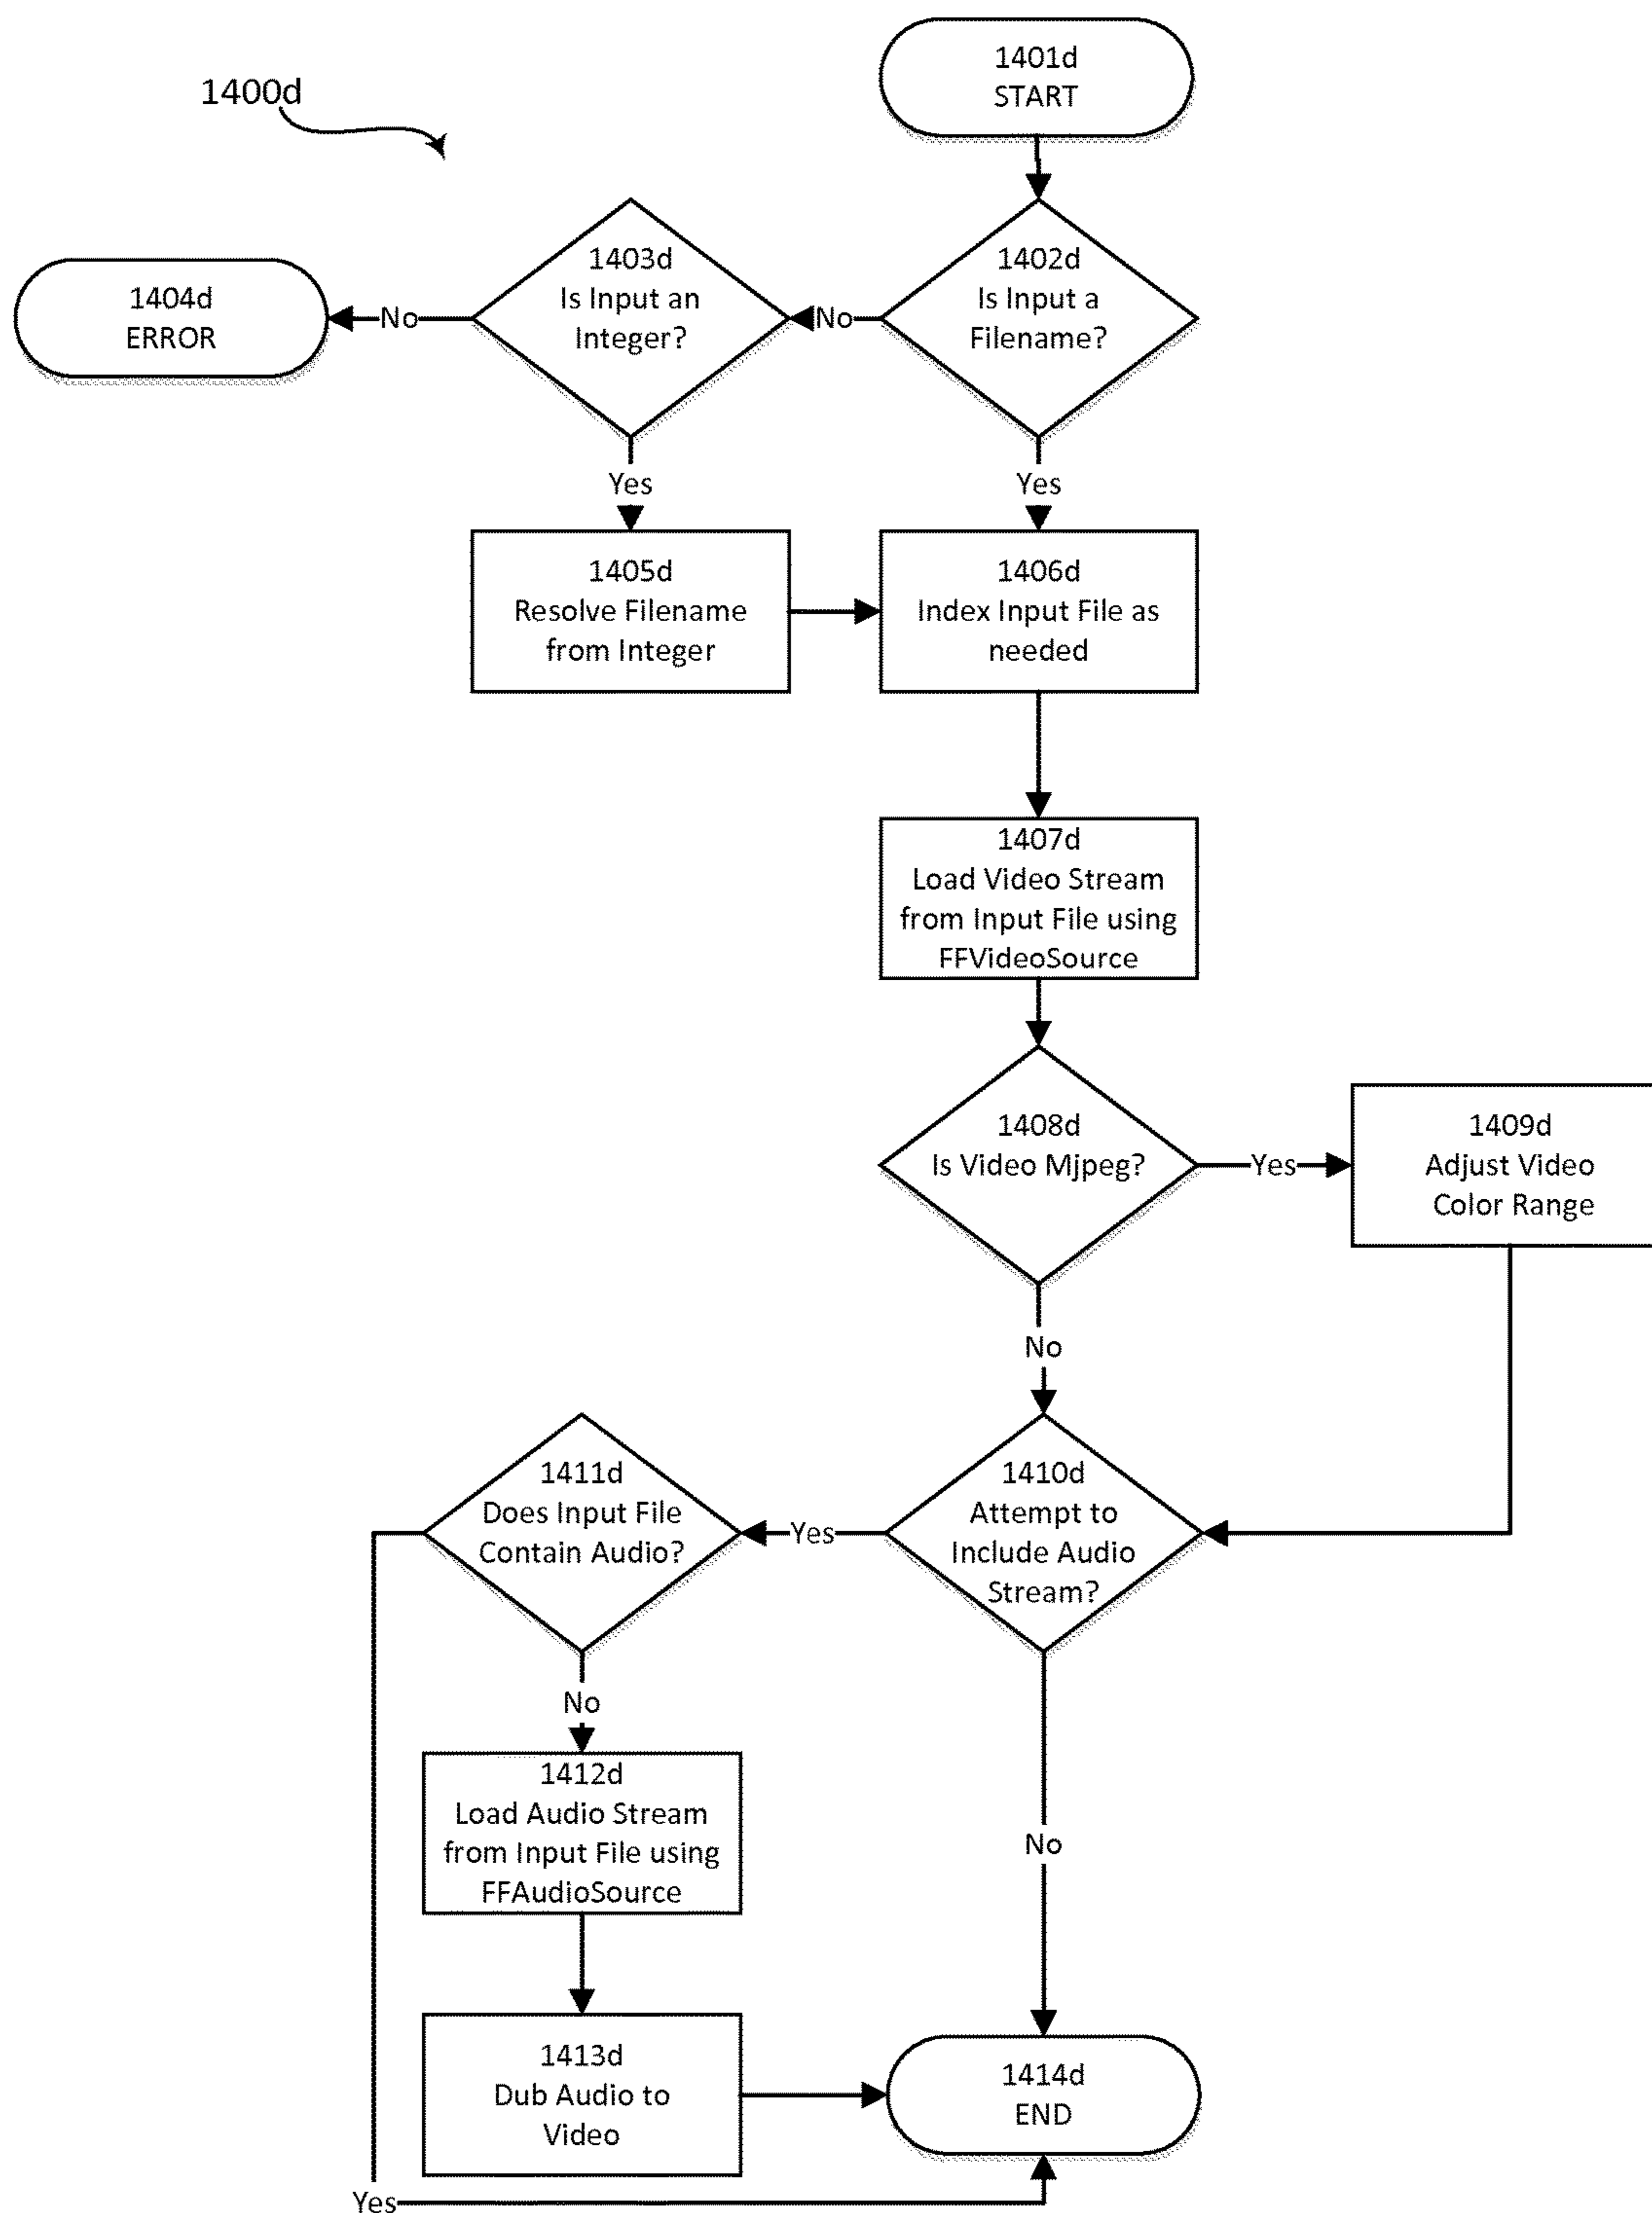 1400d
1401d
START
1402d
Is Input a
Filename?
No
1403d
Is Input an
Integer?
No
1404d
ERROR
Yes
Yes
1405d
Resolve Filename
from Integer
1406d
Index Input File as
needed
1407d
Load Video Stream
from Input File using
FFVideoSource
1408d
Is Video Mjpeg?
Yes
1409d
Adjust Video
Color Range
No
1410d
Attempt to
Include Audio
Stream?
Yes
1411d
Does Input File
Contain Audio?
No
1412d
Load Audio Stream
from Input File using
FFAudioSource
No
1413d
Dub Audio to
Video
1414d
END
Yes